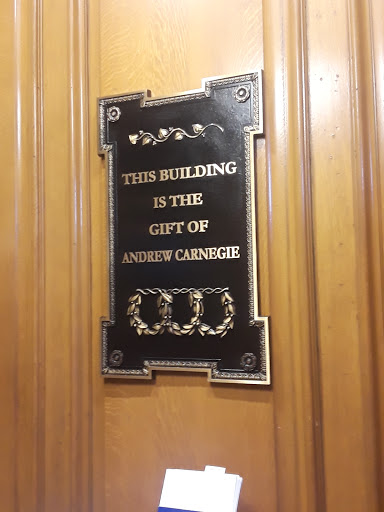 THIS BUILDING
IS THE
GIFT OF
ANDREW CARNEGIE